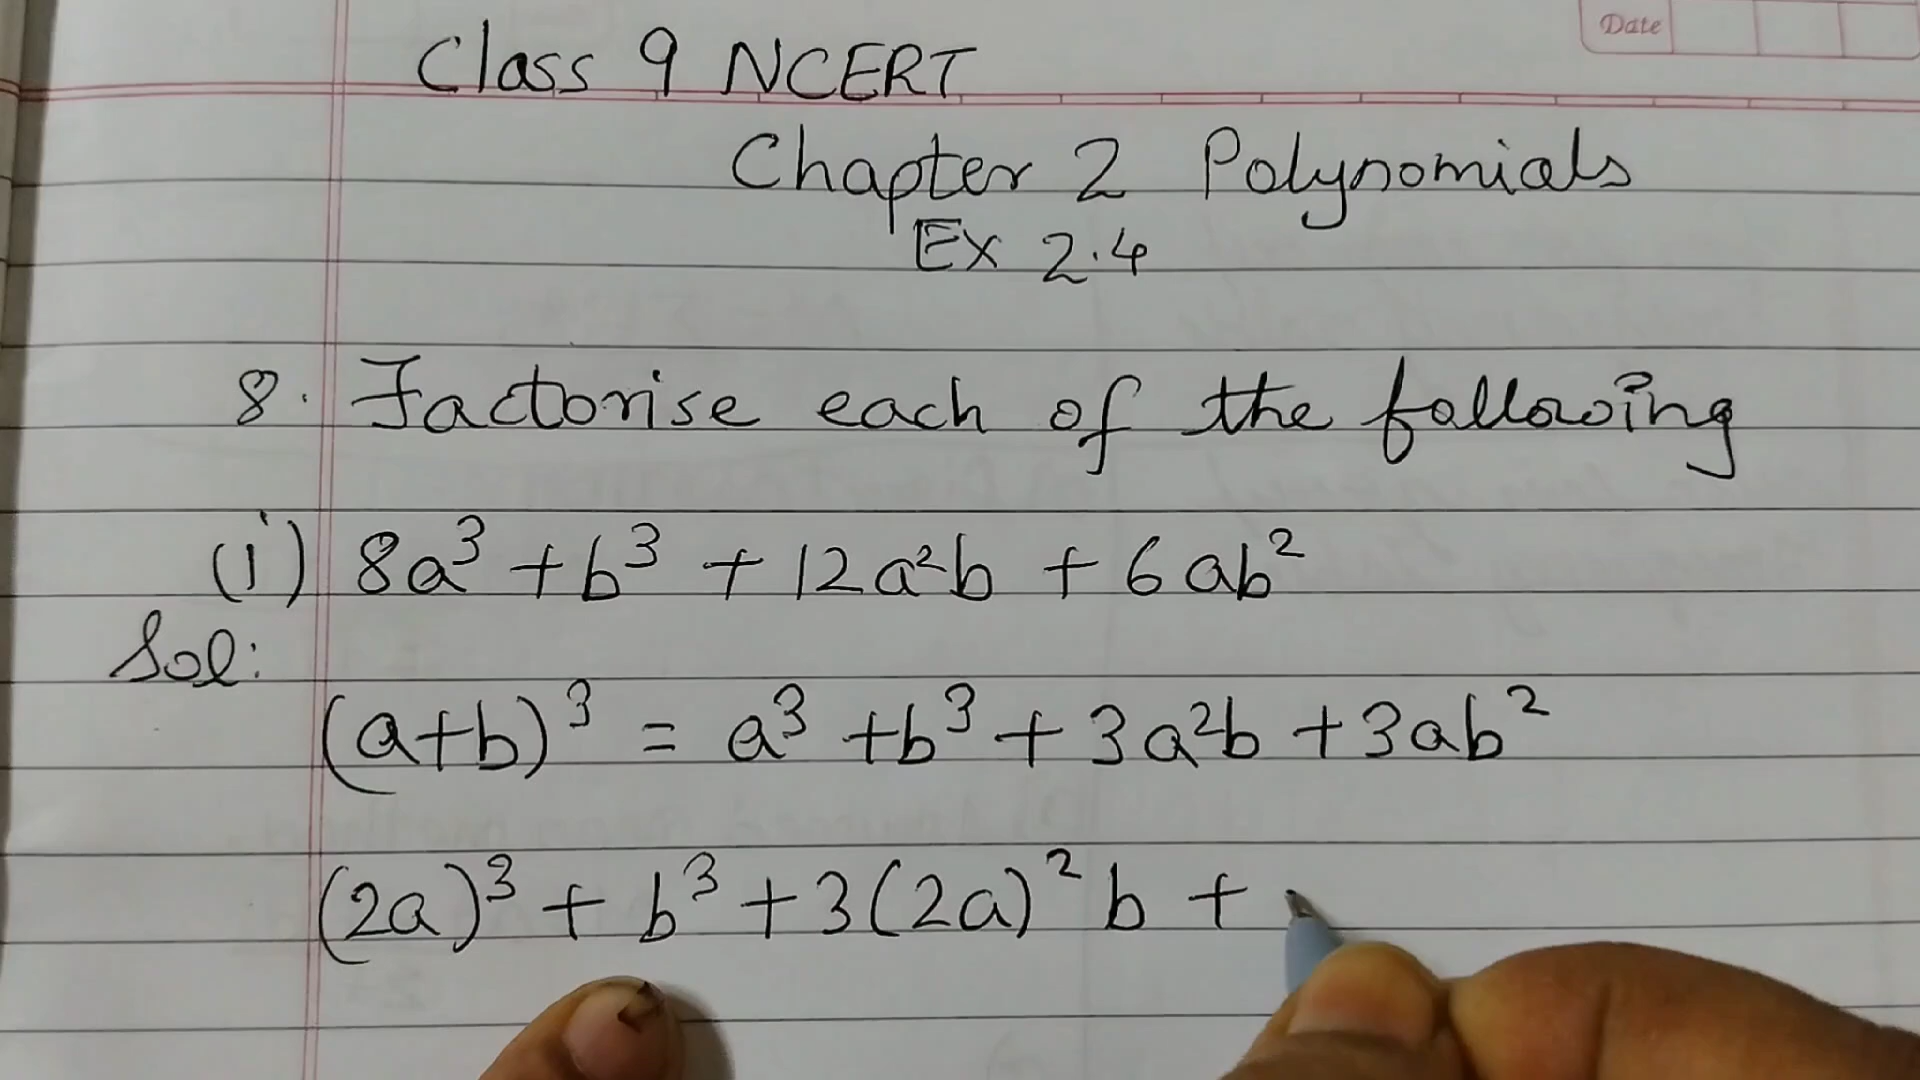 Date
Class 9 NCERT
Chapter 2 Polynomials
Ex 2.4
8. Factorise each of the following
(i) 8a³ + b³ + 12a²b + 6ab²
Sol:
(a+b)³ = a³ + b³ + 3a²b + 3ab²
(2a)³ + b³ + 3(2a)² b +